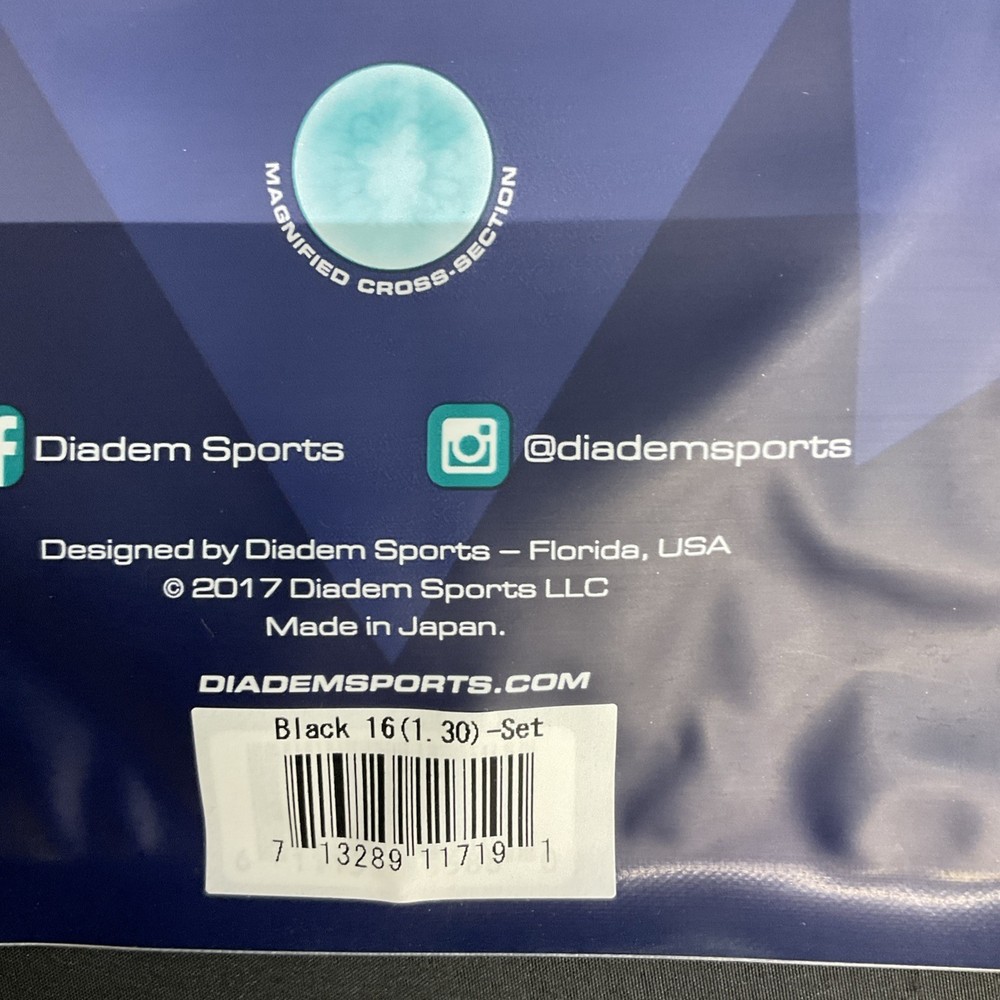 MAGNIFIED CROSS-SECTION
Diadem Sports
@diademsports
Designed by Diadem Sports – Florida, USA
© 2017 Diadem Sports LLC
Made in Japan.
DIADEMSPORTS.COM
Black 16(1.30)-Set
7 13289 11719 1